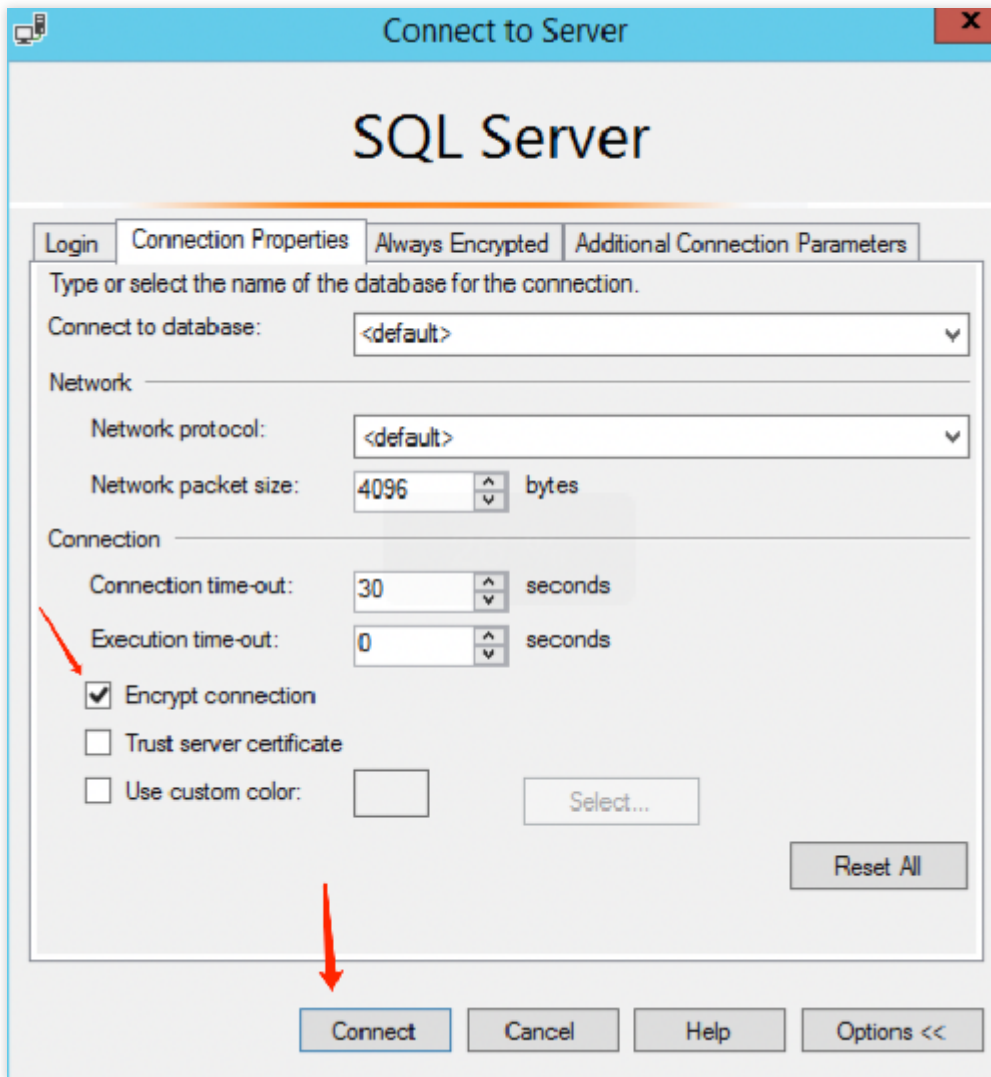 Connect to Server
SQL Server
Login Connection Properties Always Encrypted Additional Connection Parameters
Type or select the name of the database for the connection.
Connect to database: <default>
Network
Network protocol: <default>
Network packet size: 4096 bytes
Connection
Connection time-out: 30 seconds
Execution time-out: 0 seconds
Encrypt connection
Trust server certificate
Use custom color: Select...
Reset All
Connect Cancel Help Options <<